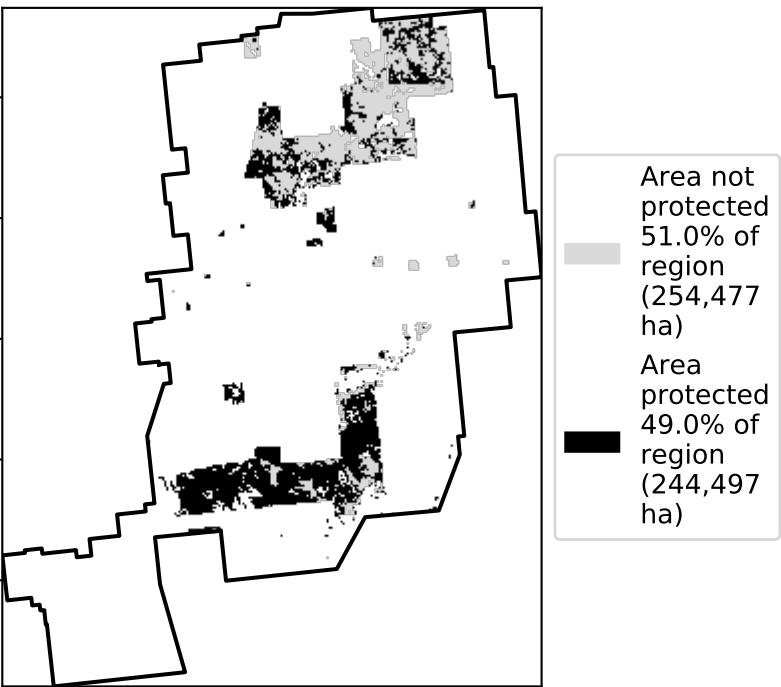 Area not
protected
51.0% of
region
(254,477
ha)
Area
protected
49.0% of
region
(244,497
ha)